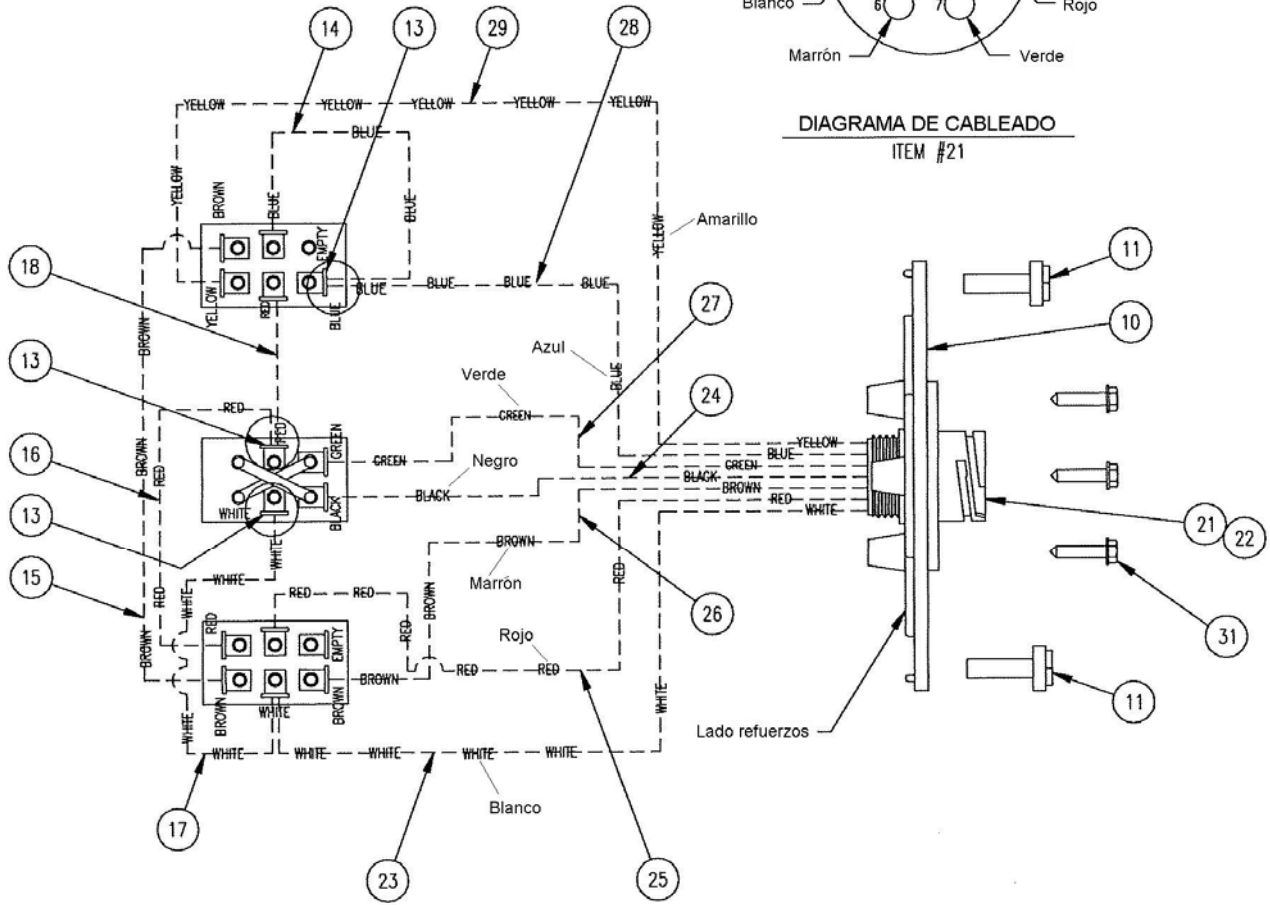 Blanco
6
7
Rojo
Marrón
Verde
DIAGRAMA DE CABLEADO
ITEM #21
14
29
13
28
YELLOW
YELLOW
YELLOW
YELLOW
YELLOW
BLUE
YELLOW
BROWN
BLUE
BLUE
YELLOW
Amarillo
EMPTY
18
YELLOW
RED
BLUE
BLUE
BLUE
BLUE
BLUE
11
10
27
BROWN
13
Azul
BLUE
Verde
24
RED
RED
GREEN
GREEN
YELLOW
BLUE
16
RED
BROWN
GREEN
Negro
GREEN
BLACK
BLACK
BROWN
RED
WHITE
WHITE
BLACK
13
WHITE
BROWN
21
22
15
WHITE
WHITE
RED
BROWN
RED
RED
Marrón
RED
26
31
RED
RED
EMPTY
Rojo
BROWN
RED
RED
BROWN
BROWN
WHITE
BROWN
25
11
WHITE
WHITE
Lado refuerzos
WHITE
WHITE
WHITE
WHITE
WHITE
17
Blanco
23
25